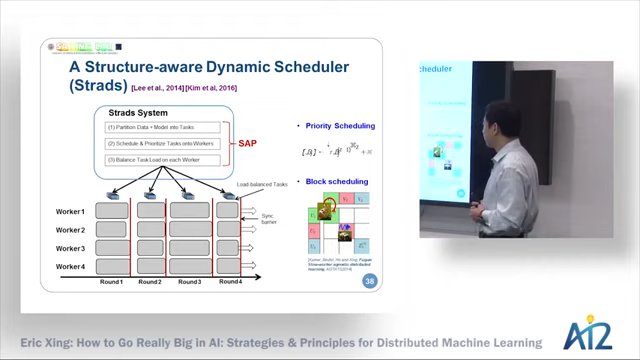 A Structure-aware Dynamic Scheduler
(Strads) [Lee et al., 2014] [Kim et al, 2016]
Strads System
(1) Partition Data + Model into Tasks
(2) Schedule & Prioritize Tasks into Workers
(3) Balance Task Load on each Worker
SAP
Load-balanced Tasks
Worker 1
Worker 2
Worker 3
Worker 4
Sync.
barrier
Round 1 Round 2 Round 3 Round 4
• Priority Scheduling
• Block scheduling
38
cheduler
Eric Xing: How to Go Really Big in AI: Strategies & Principles for Distributed Machine Learning
AI2